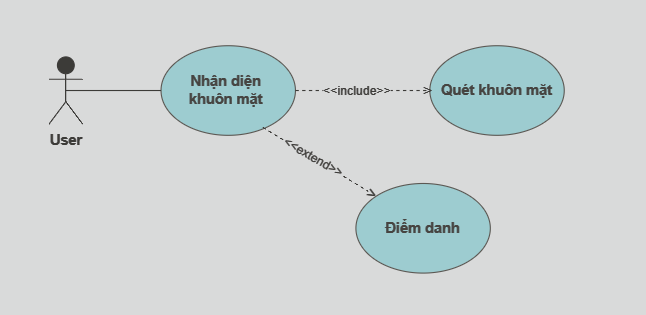 Nhận diện
khuôn mặt
<<include>>
Quét khuôn mặt
User
<<extend>>
Điểm danh